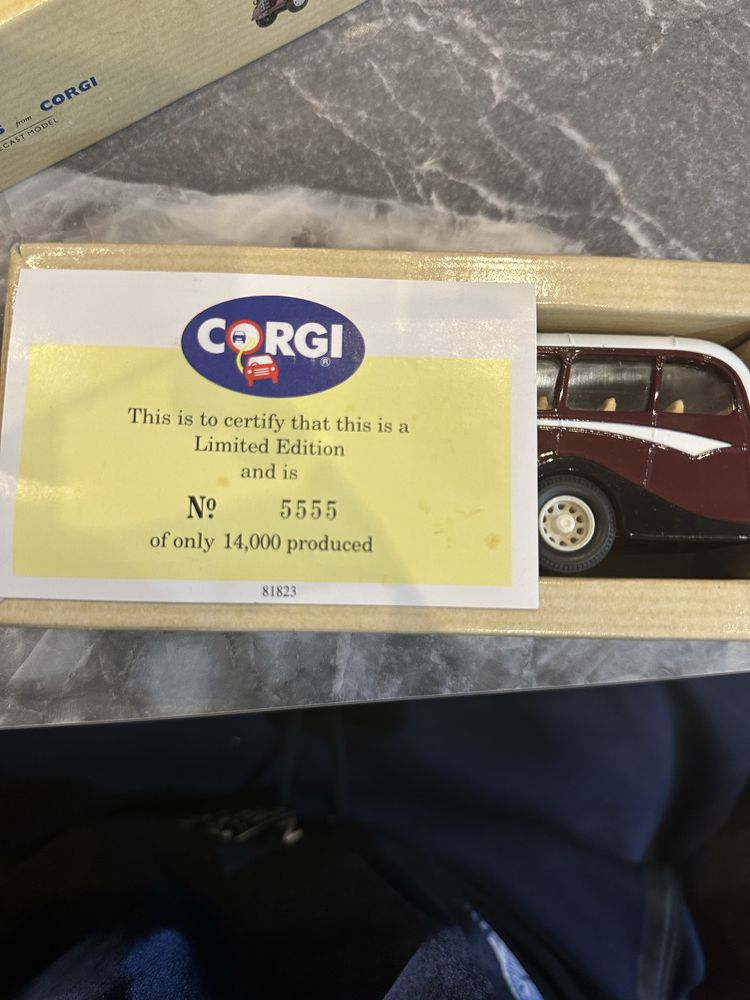 from CORGI
CAST MODEL
CORGI
®
This is to certify that this is a
Limited Edition
and is
Nº 5555
of only 14,000 produced
81823